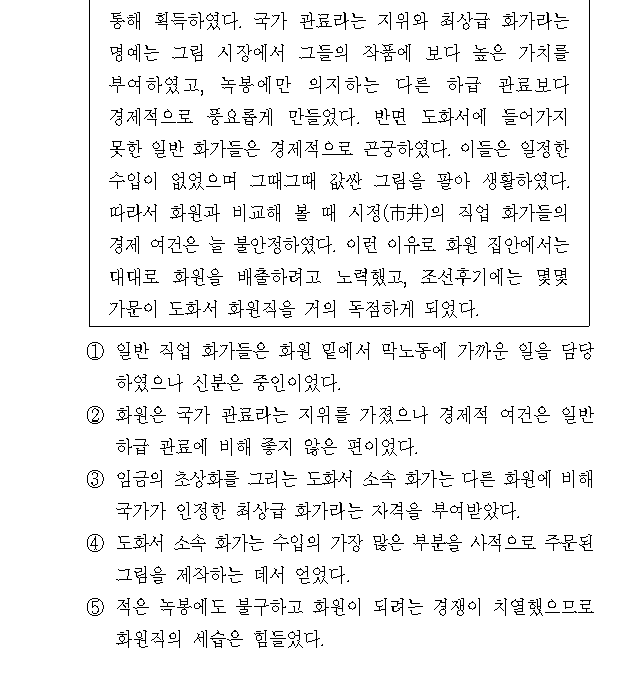 통해 획득하였다. 국가 관료라는 지위와 최상급 화가라는
명예는 그림 시장에서 그들의 작품에 보다 높은 가치를
부여하였고, 녹봉에만 의지하는 다른 하급 관료보다
경제적으로 풍요롭게 만들었다. 반면 도화서에 들어가지
못한 일반 화가들은 경제적으로 곤궁하였다. 이들은 일정한
수입이 없었으며 그때그때 값싼 그림을 팔아 생활하였다.
따라서 화원과 비교해 볼 때 시정(市井)의 직업 화가들의
경제 여건은 늘 불안정하였다. 이런 이유로 화원 집안에서는
대대로 화원을 배출하려고 노력했고, 조선후기에는 몇몇
가문이 도화서 화원직을 거의 독점하게 되었다.
① 일반 직업 화가들은 화원 밑에서 막노동에 가까운 일을 담당
하였으나 신분은 중인이었다.
② 화원은 국가 관료라는 지위를 가졌으나 경제적 여건은 일반
하급 관료에 비해 좋지 않은 편이었다.
③ 임금의 초상화를 그리는 도화서 소속 화가는 다른 화원에 비해
국가가 인정한 최상급 화가라는 자격을 부여받았다.
④ 도화서 소속 화가는 수입의 가장 많은 부분을 사적으로 주문된
그림을 제작하는 데서 얻었다.
⑤ 적은 녹봉에도 불구하고 화원이 되려는 경쟁이 치열했으므로
화원직의 세습은 힘들었다.